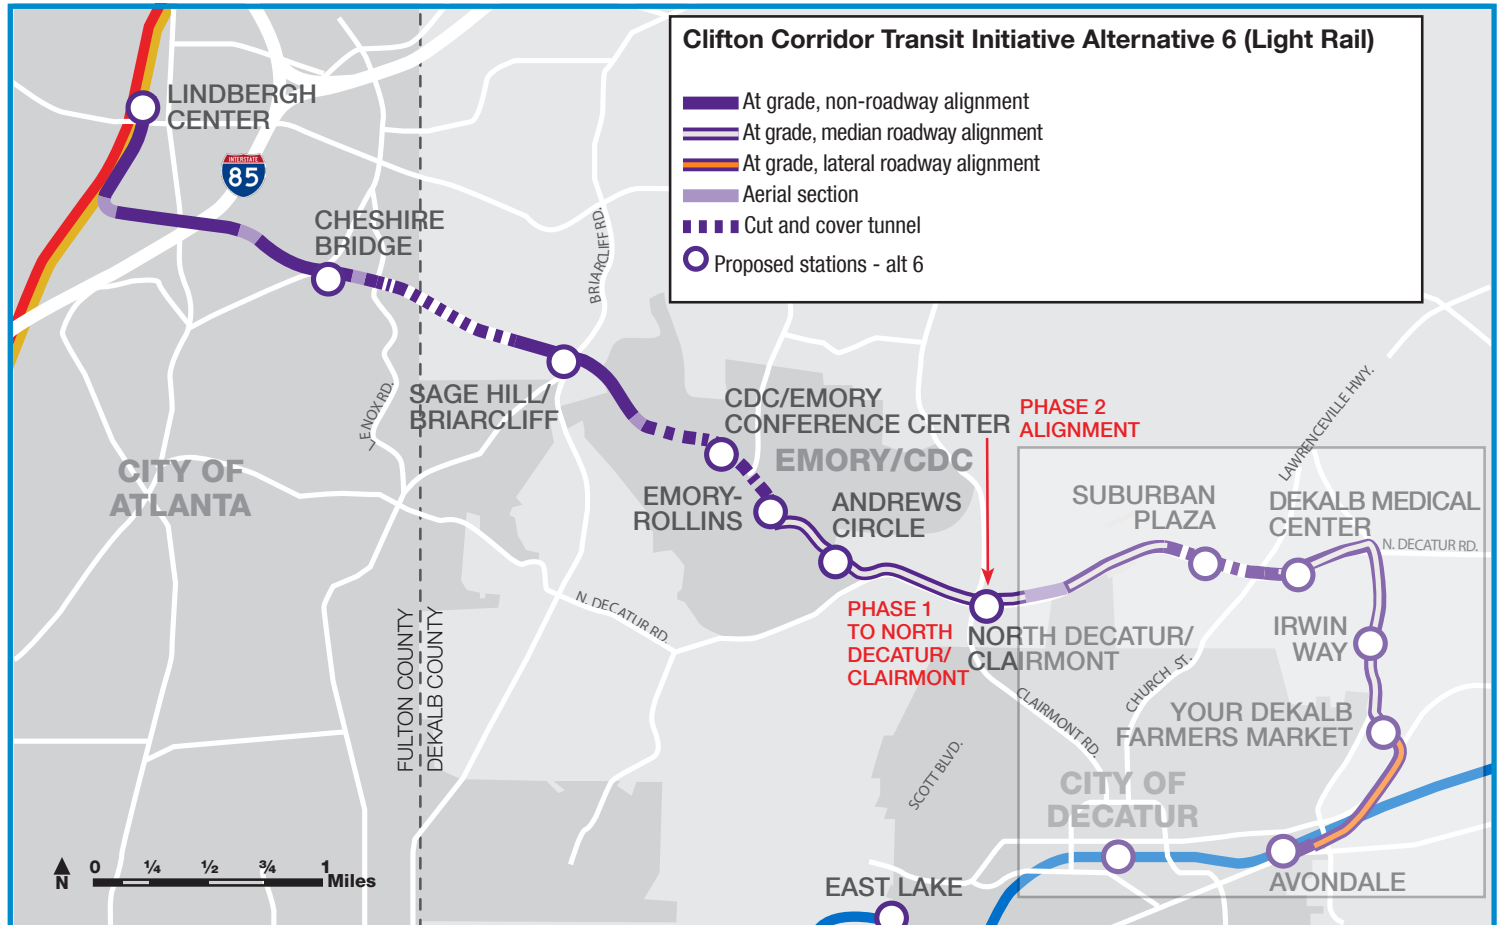 Clifton Corridor Transit Initiative Alternative 6 (Light Rail)
At grade, non-roadway alignment
At grade, median roadway alignment
At grade, lateral roadway alignment
Aerial section
Cut and cover tunnel
Proposed stations - alt 6
LINDBERGH
CENTER
INTERSTATE
85
CHESHIRE
BRIDGE
BRIARCLIFF RD.
LENOX RD.
SAGE HILL/
BRIARCLIFF
CITY OF
ATLANTA
CDC/EMORY
CONFERENCE CENTER
EMORY/CDC
EMORY-
ROLLINS
ANDREWS
CIRCLE
PHASE 2
ALIGNMENT
LAWRENCEVILLE HWY.
SUBURBAN
PLAZA
DEKALB MEDICAL
CENTER
N. DECATUR RD.
N. DECATUR RD.
PHASE 1
TO NORTH
DECATUR/
CLAIRMONT
NORTH DECATUR/
CLAIRMONT
IRWIN
WAY
FULTON COUNTY
DEKALB COUNTY
CHURCH ST.
CLAIRMONT RD.
YOUR DEKALB
FARMERS MARKET
SCOTT BLVD.
CITY OF
DECATUR
N
0 ¼ ½ ¾ 1
Miles
EAST LAKE
AVONDALE